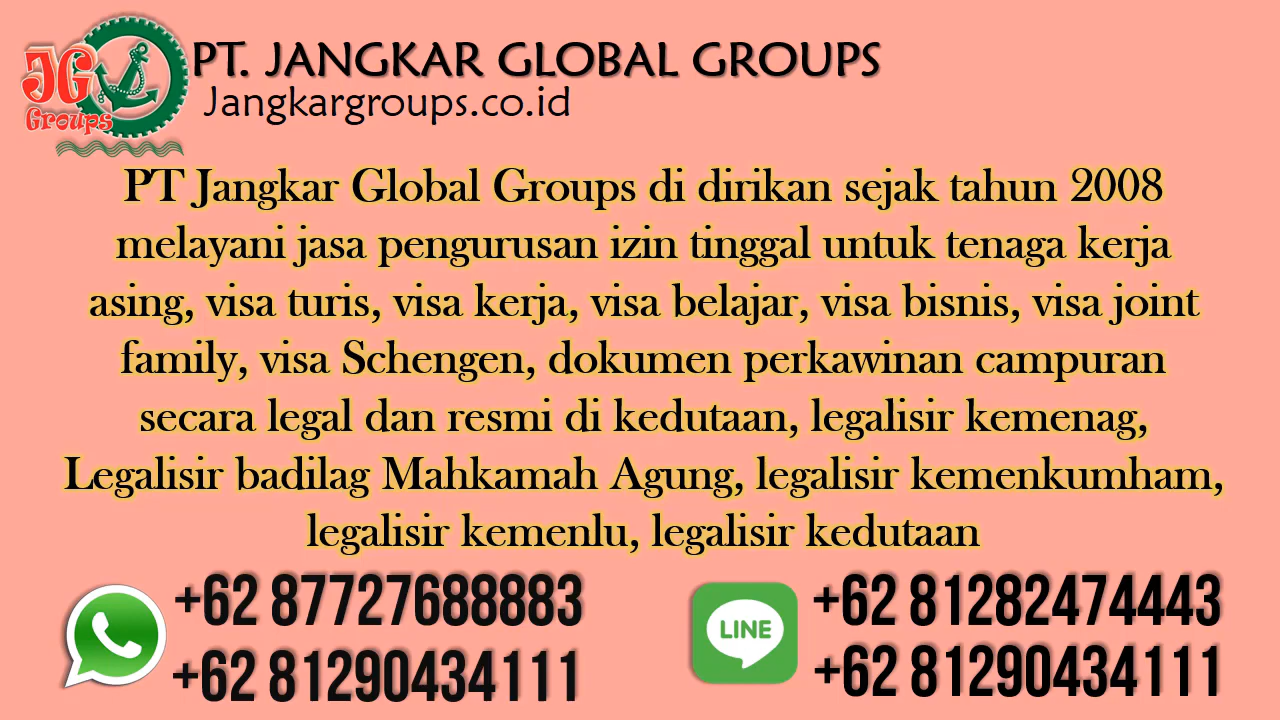 JG
Groups
PT. JANGKAR GLOBAL GROUPS
Jangkargroups.co.id
PT Jangkar Global Groups di dirikan sejak tahun 2008
melayani jasa pengurusan izin tinggal untuk tenaga kerja
asing, visa turis, visa kerja, visa belajar, visa bisnis, visa joint
family, visa Schengen, dokumen perkawinan campuran
secara legal dan resmi di kedutaan, legalisir kemenag,
Legalisir badilag Mahkamah Agung, legalisir kemenkumham,
legalisir kemenlu, legalisir kedutaan
+62 87727688883
+62 81290434111
LINE
+62 81282474443
+62 81290434111